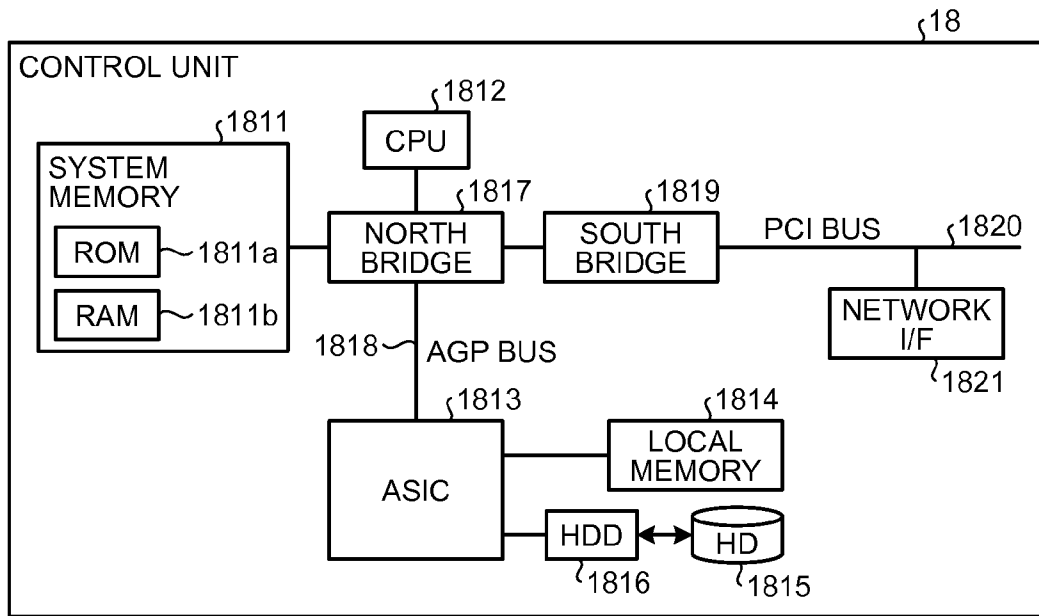 18
CONTROL UNIT
1812
1811
CPU
SYSTEM
MEMORY
1817
1819
ROM
1811a
NORTH
BRIDGE
SOUTH
BRIDGE
PCI BUS
1820
RAM
1811b
NETWORK
I/F
1821
1818
AGP BUS
1813
1814
ASIC
LOCAL
MEMORY
HDD
HD
1816
1815